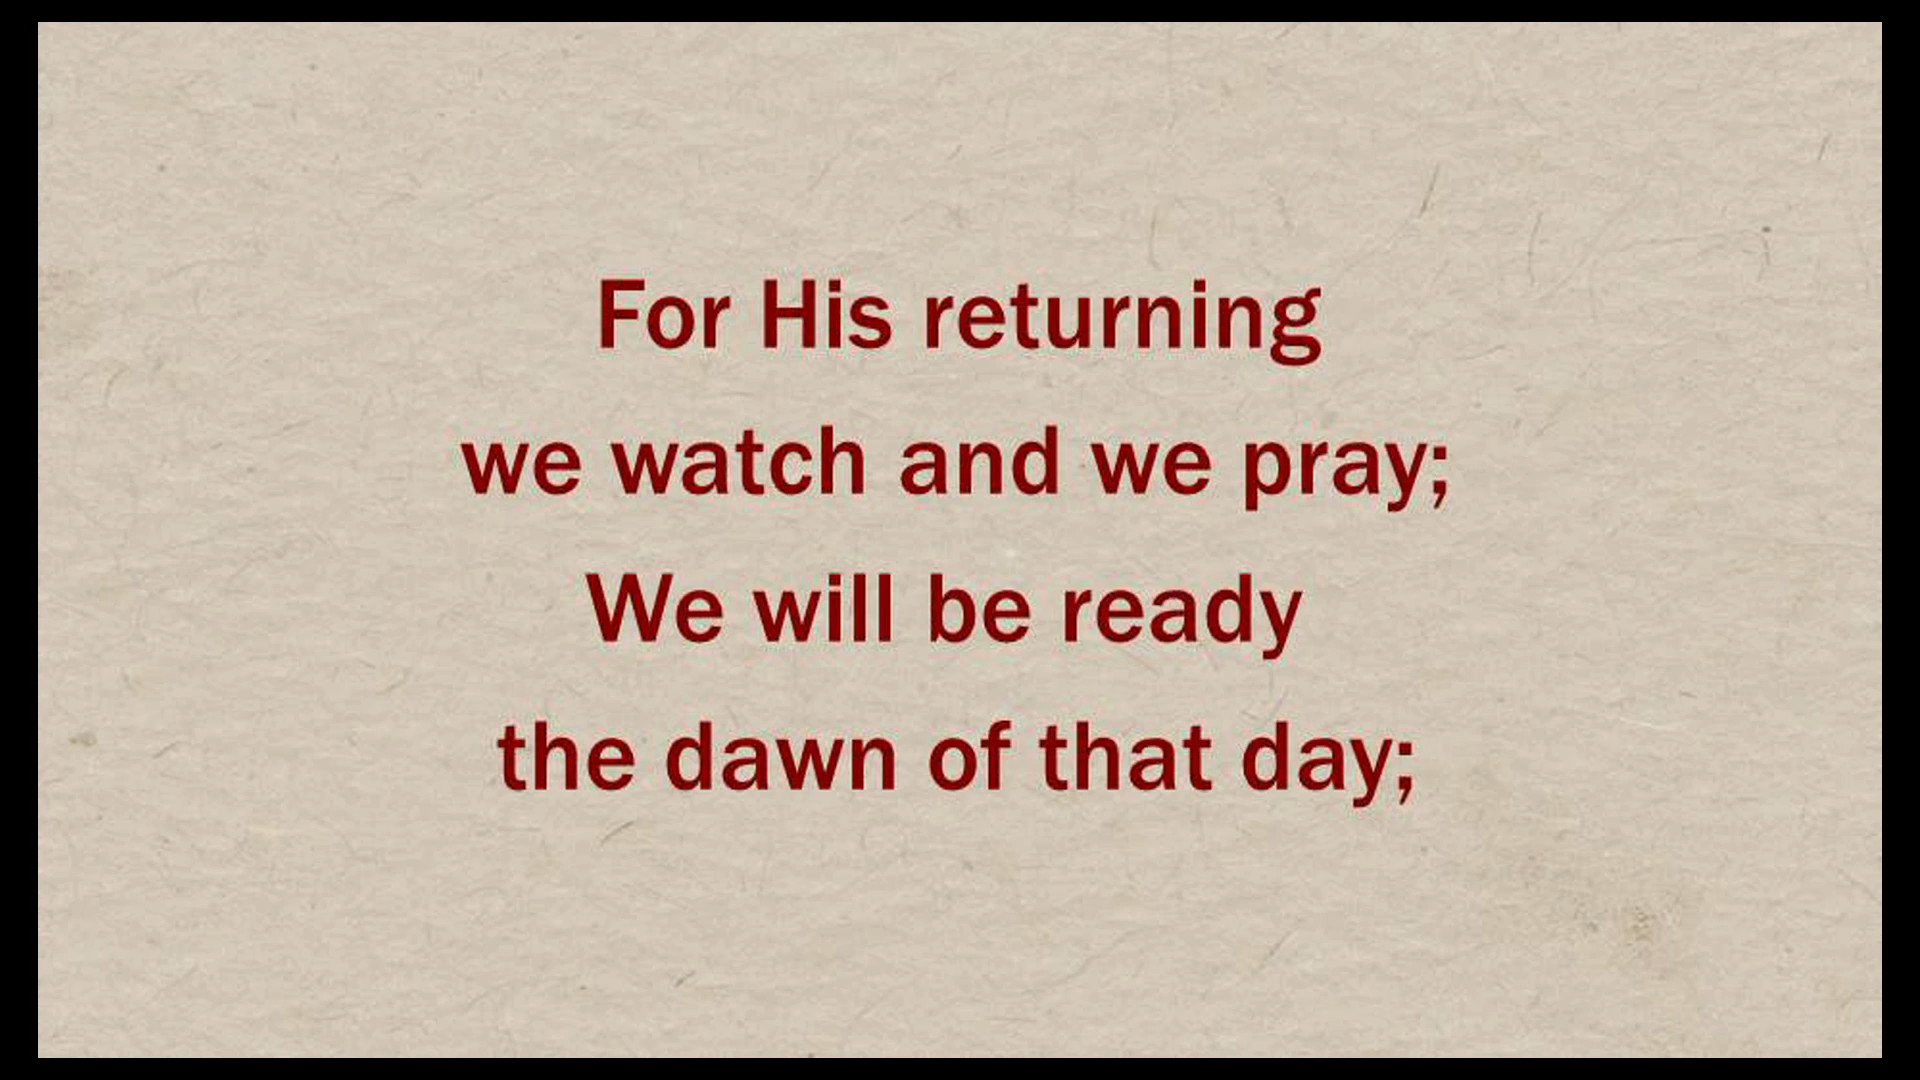 For His returning
we watch and we pray;
We will be ready
the dawn of that day;